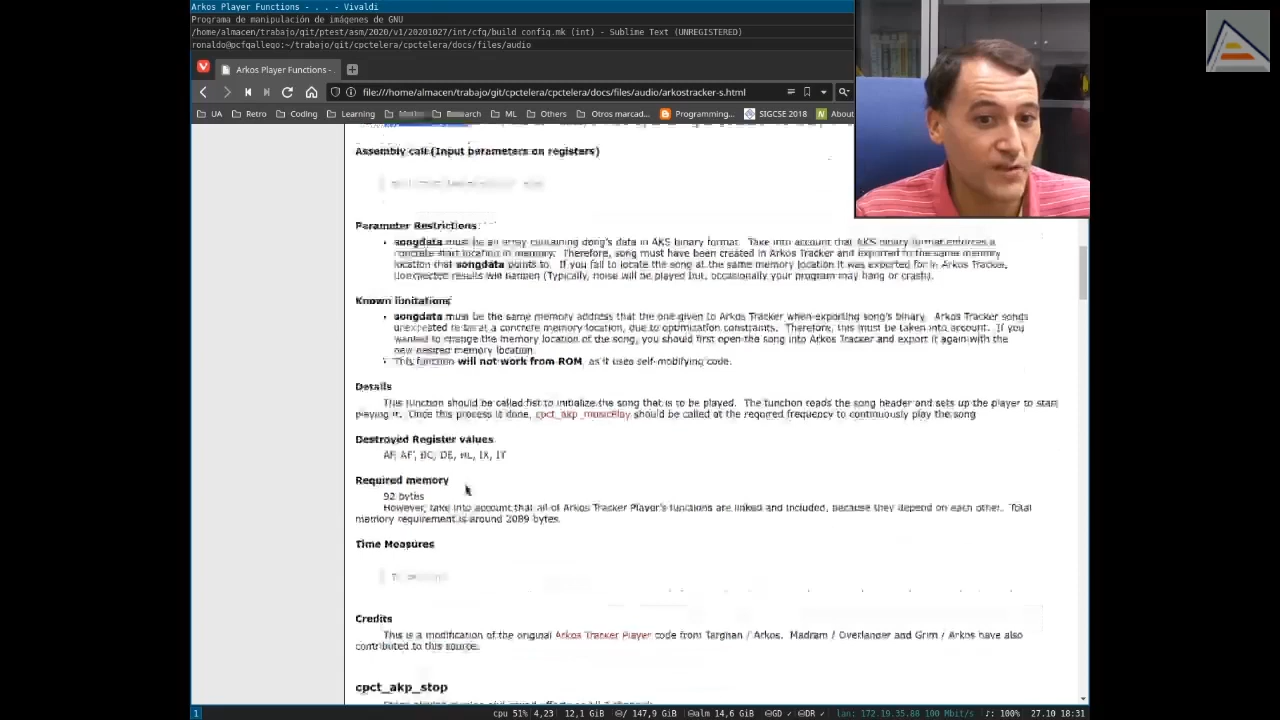 Arkos Player Functions - . . - Vivaldi
Programa de manipulación de imágenes de GNU
/home/almacen/trabajo/git/ptest/asm/2020/v1/20201027/int/cfg/build_config.mk (int) - Sublime Text (UNREGISTERED)
ronaldo@pcfgallego:~/trabajo/git/cpctelera/cpctelera/docs/files/audio
Arkos Player Functions - .
file:///home/almacen/trabajo/git/cpctelera/cpctelera/docs/files/audio/arkostracker-s.html
UA Retro Coding Learning Maths Research ML Others Otros marcad... Programming... SIGCSE 2018 About
Assembly call (Input parameters on registers)
Parameter Restrictions
songdata must be an array containing song's data in AKS binary format. Take into account that AKS binary format enforces a
concrete start location in memory. Therefore, song must have been created in Arkos Tracker and exported to the same memory
location that songdata points to. If you fail to locate the song at the same memory location it was exported for in Arkos Tracker,
unexpected results will happen (Typically, noise will be played but, occasionally your program may hang or crash).
Known limitations
songdata must be the same memory address that the one given to Arkos Tracker when exporting song's binary. Arkos Tracker songs
concrete memory location, due to optimization constraints. Therefore, this must be taken into account. If you
wanted to change the memory location of the song, you should first open the song into Arkos Tracker and export it again with the
new desired memory location.
This function will not work from ROM, as it uses self-modifying code.
Details
This function should be called first to initialize the song that is to be played. The function reads the song header and sets up the player to start
playing it. Once this process is done, cpct_akp_musicPlay should be called at the required frequency to continuously play the song
Destroyed Register values
AF, AF', BC, DE, HL, IX, IY
Required memory
92 bytes
However, take into account that all of Arkos Tracker Player's functions are linked and included, because they depend on each other. Total
memory requirement is around 2089 bytes.
Time Measures
Credits
This is a modification of the original Arkos Tracker Player code from Targhan / Arkos. Madram / Overlander and Grim / Arkos have also
contributed to this source.
cpct_akp_stop
1 cpu 51% 4,23 12,1 GiB / 147,9 GiB alm 14,6 GiB GD ✓ DR ✓ lan: 172.19.35.88 100 Mbit/s ♪: 100% 27.10 18:31